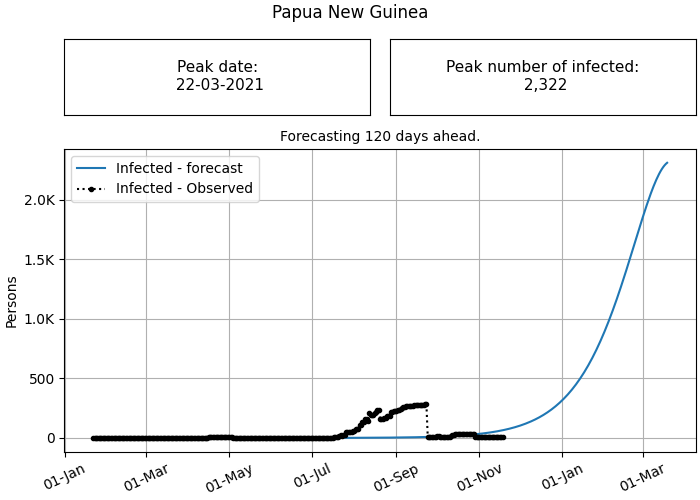 Papua New Guinea
Peak date:
22-03-2021
Peak number of infected:
2,322
Forecasting 120 days ahead.
Infected - forecast
Infected - Observed
Persons
2.0K
1.5K
1.0K
500
0
01-Jan
01-Mar
01-May
01-Jul
01-Sep
01-Nov
01-Jan
01-Mar